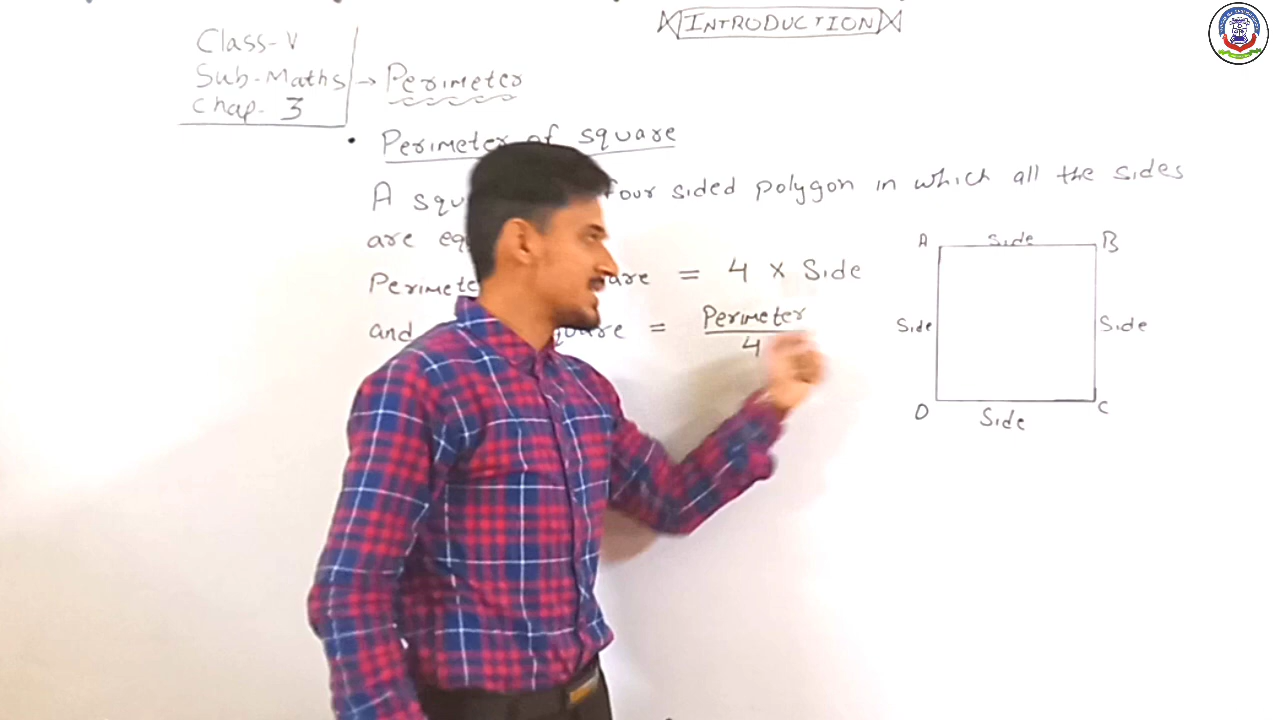 INTRODUCTION
Class-V
Sub-Maths → Perimeter
Chap- 3
• Perimeter of square
A squ four sided polygon in which all the sides
are eq
Perimete are = 4 × Side
and quare = Perimeter
4
A Side B
Side Side
D Side C